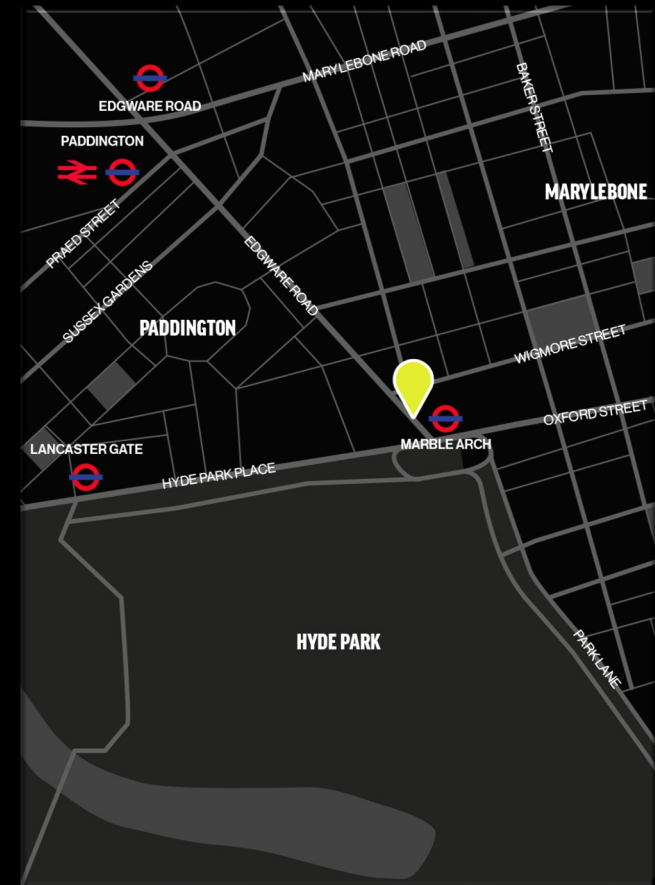 MARYLEBONE ROAD
EDGWARE ROAD
BAKER STREET
PADDINGTON
MARYLEBONE
PRAED STREET
EDGWARE ROAD
SUSSEX GARDENS
PADDINGTON
WIGMORE STREET
OXFORD STREET
MARBLE ARCH
LANCASTER GATE
HYDE PARK PLACE
HYDE PARK
PARK LANE